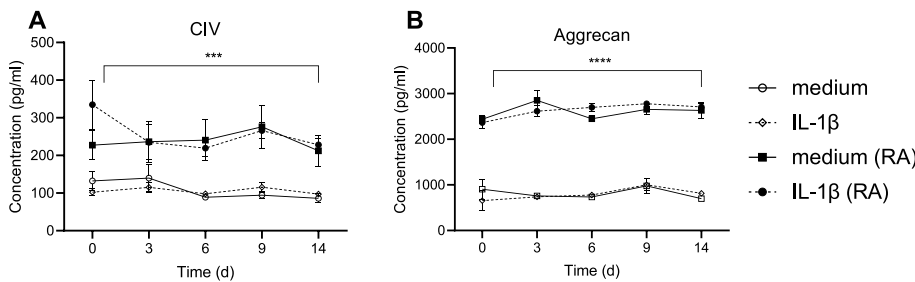 A
CIV
***
Concentration (pg/ml)
500
400
300
200
100
0
0 3 6 9 14
Time (d)
B
Aggrecan
****
Concentration (pg/ml)
4000
3000
2000
1000
0
0 3 6 9 14
Time (d)
medium
IL-1β
medium (RA)
IL-1β (RA)